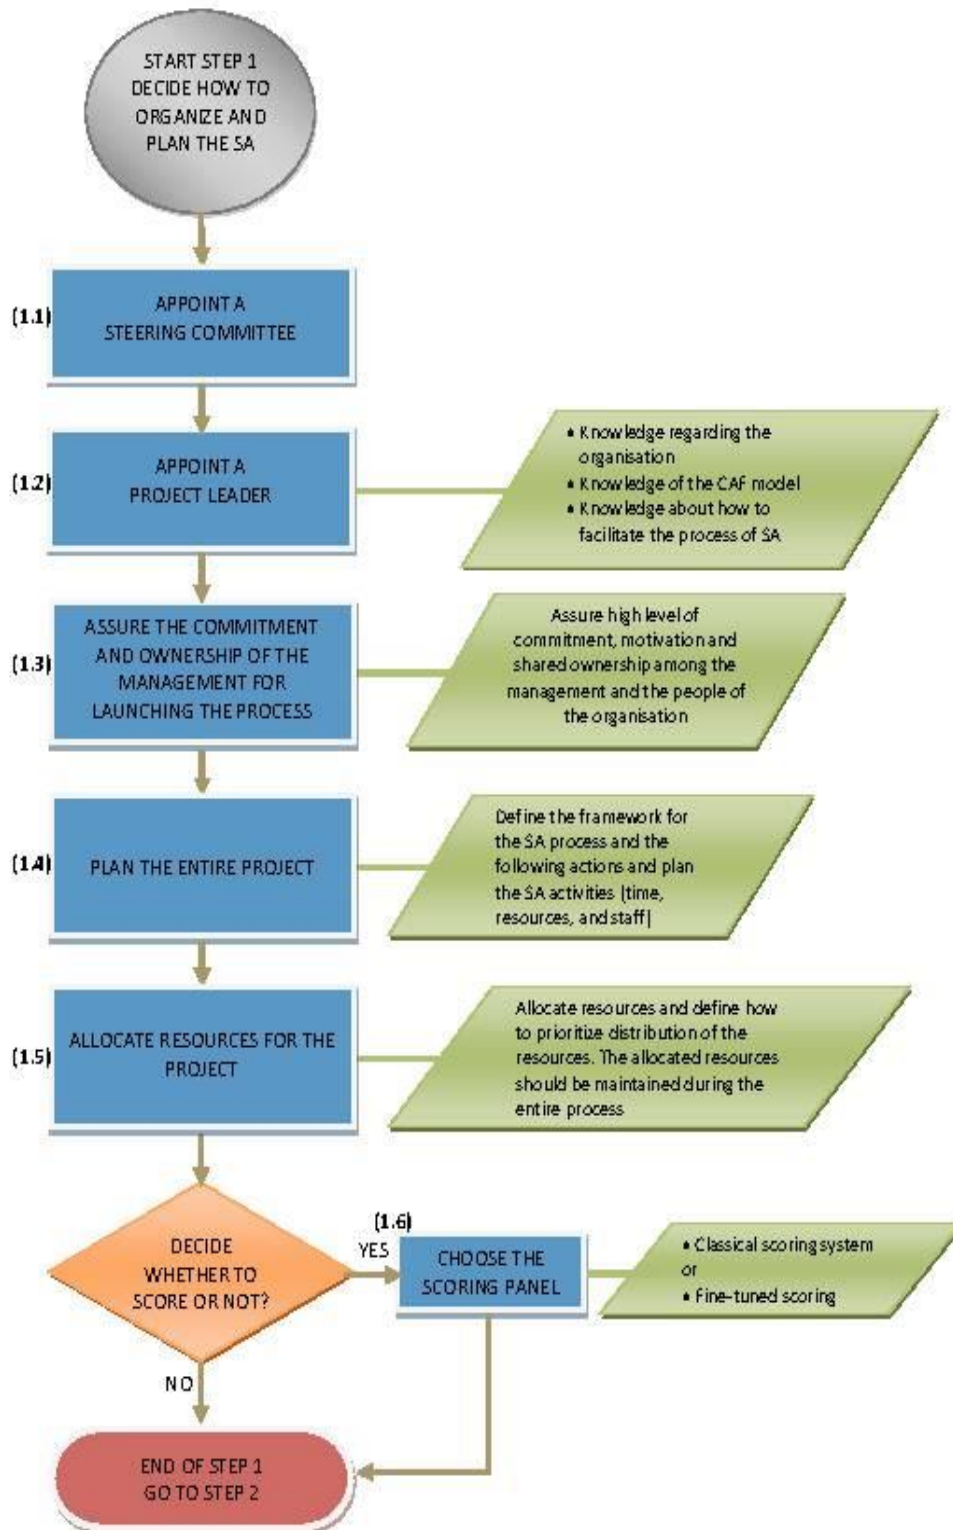 START STEP 1
DECIDE HOW TO
ORGANIZE AND
PLAN THE SA
(1.1)
APPOINT A
STEERING COMMITTEE
(1.2)
APPOINT A
PROJECT LEADER
• Knowledge regarding the
organisation
• Knowledge of the CAF model
• Knowledge about how to
facilitate the process of SA
(1.3)
ASSURE THE COMMITMENT
AND OWNERSHIP OF THE
MANAGEMENT FOR
LAUNCHING THE PROCESS
Assure high level of
commitment, motivation and
shared ownership among the
management and the people of
the organisation
(1.4)
PLAN THE ENTIRE PROJECT
Define the framework for
the SA process and the
following actions and plan
the SA activities (time,
resources, and staff)
(1.5)
ALLOCATE RESOURCES FOR THE
PROJECT
Allocate resources and define how
to prioritize distribution of the
resources. The allocated resources
should be maintained during the
entire process
DECIDE
WHETHER TO
SCORE OR NOT?
YES
(1.6)
CHOOSE THE
SCORING PANEL
• Classical scoring system
or
• Fine-tuned scoring
NO
END OF STEP 1
GO TO STEP 2